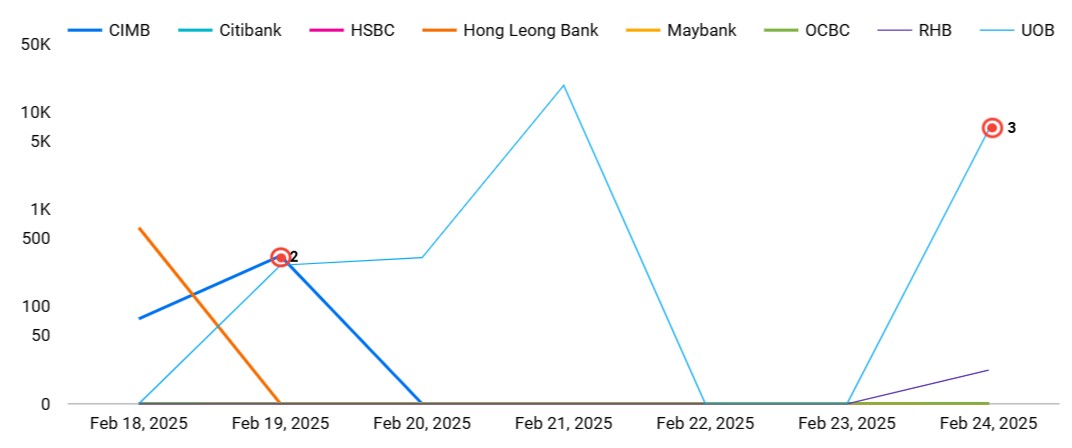 CIMB Citibank HSBC Hong Leong Bank Maybank OCBC RHB UOB
50K
10K
5K
3
1K
500
2
100
50
0
Feb 18, 2025 Feb 19, 2025 Feb 20, 2025 Feb 21, 2025 Feb 22, 2025 Feb 23, 2025 Feb 24, 2025